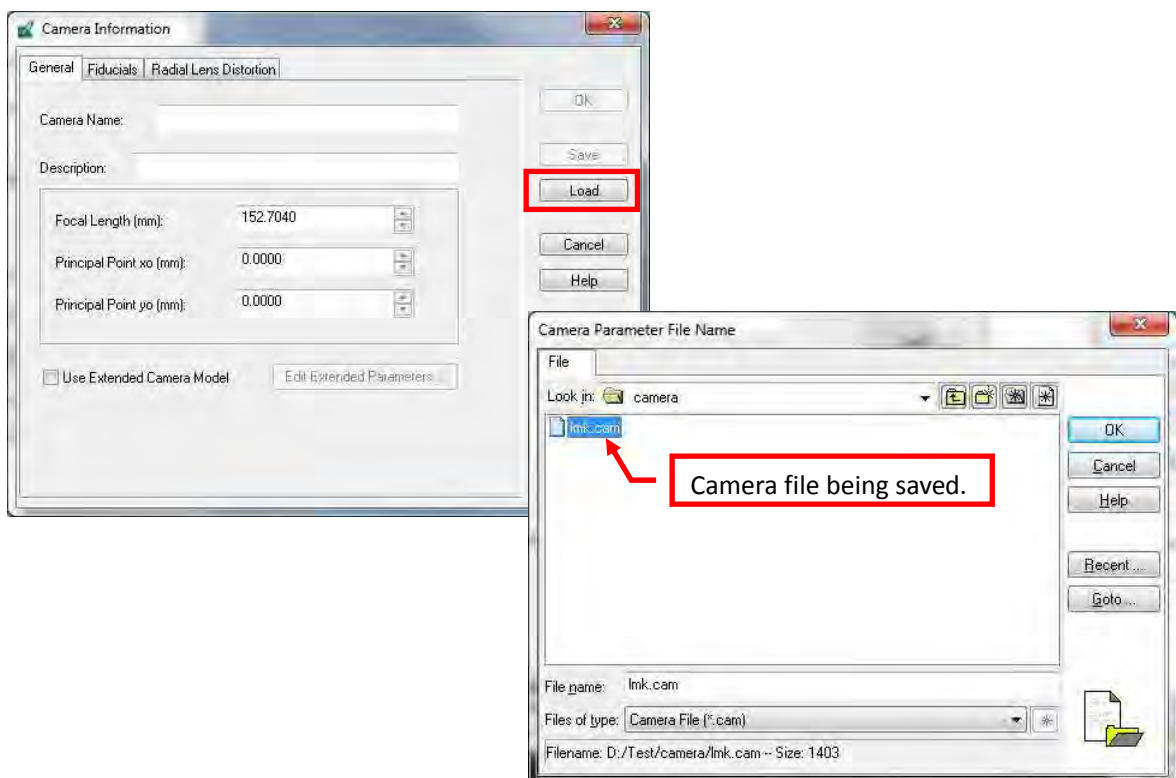 Camera Information
General Fiducials Radial Lens Distortion
Camera Name:
Description:
Focal Length (mm): 152.7040
Principal Point xo (mm): 0.0000
Principal Point yo (mm): 0.0000
Use Extended Camera Model Edit Extended Parameters ...
OK
Save
Load
Cancel
Help
Camera Parameter File Name
File
Look in: camera
lmk.cam
Camera file being saved.
OK
Cancel
Help
Recent ...
Goto ...
File name: lmk.cam
Files of type: Camera File (*.cam)
Filename: D:/Test/camera/lmk.cam -- Size: 1403